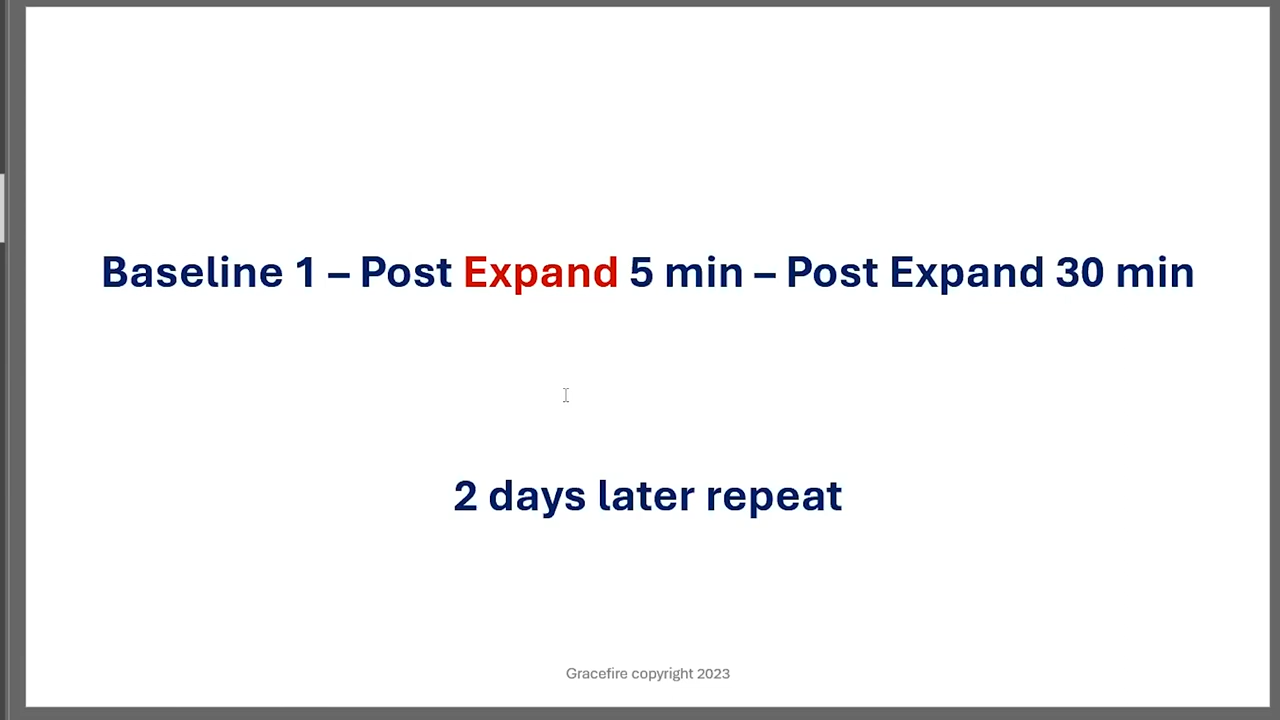 Baseline 1 – Post Expand 5 min – Post Expand 30 min
2 days later repeat
Gracefire copyright 2023